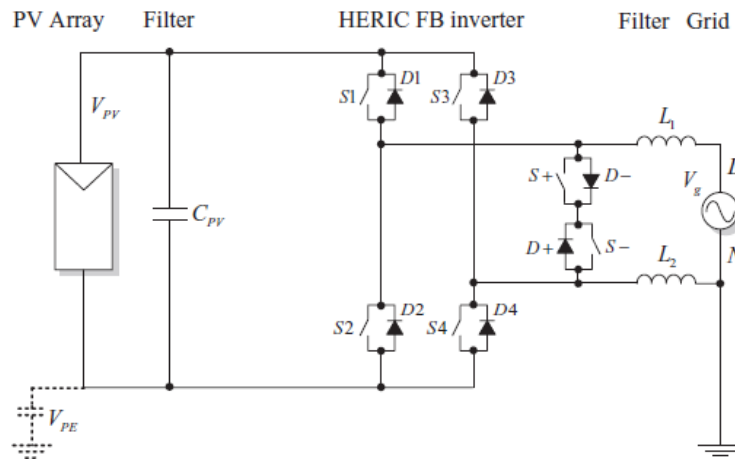 PV Array Filter HERIC FB inverter Filter Grid
D1 D3
S1 S3
V_PV
L_1
S+ D−
V_g
C_PV
D+ S−
L_2
D2 D4
S2 S4
V_PE